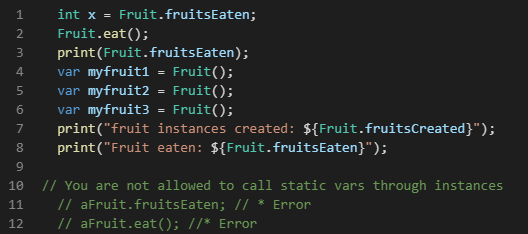 1 int x = Fruit.fruitsEaten;
2 Fruit.eat();
3 print(Fruit.fruitsEaten);
4 var myfruit1 = Fruit();
5 var myfruit2 = Fruit();
6 var myfruit3 = Fruit();
7 print("fruit instances created: ${Fruit.fruitsCreated}");
8 print("Fruit eaten: ${Fruit.fruitsEaten}");
9
10 // You are not allowed to call static vars through instances
11 // aFruit.fruitsEaten; // * Error
12 // aFruit.eat(); //* Error